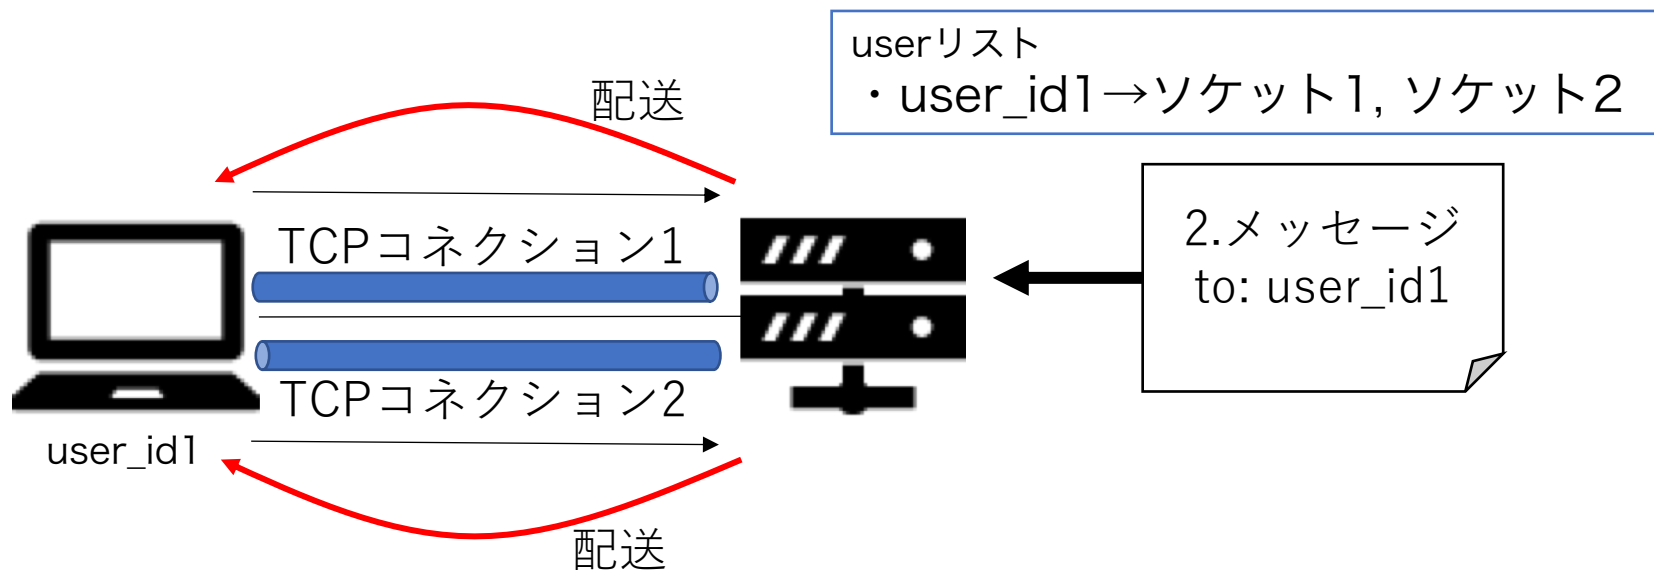 userリスト
・user_id1→ソケット1, ソケット2
配送
TCPコネクション1
2.メッセージ
to: user_id1
TCPコネクション2
user_id1
配送